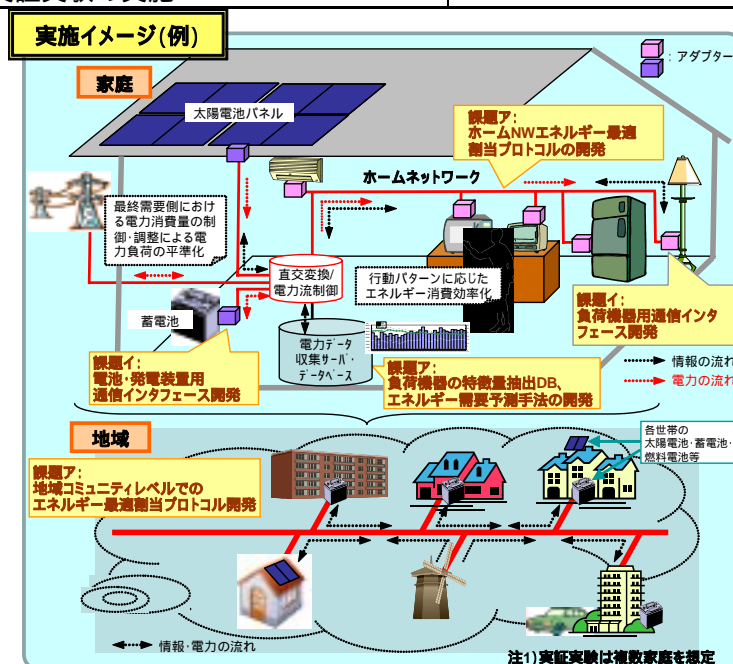 実施イメージ(例)
：アダプター
家庭
太陽電池パネル
課題ア：
ホームNWエネルギー最適
割当プロトコルの開発
ホームネットワーク
最終需要側におけ
る電力消費量の制
御・調整による電
力負荷の平準化
直交変換/
電力流制御
行動パターンに応じた
エネルギー消費効率化
蓄電池
課題イ：
負荷機器用通信インタ
フェース開発
電力データ
収集サーバ・
データベース
課題イ：
電池・発電装置用
通信インタフェース開発
課題ア：
負荷機器の特徴量抽出DB、
エネルギー需要予測手法の開発
情報の流れ
電力の流れ
地域
各世帯の
太陽電池・蓄電池・
燃料電池等
課題ア：
地域コミュニティレベルでの
エネルギー最適割当プロトコル開発
情報・電力の流れ
注1)実証実験は複数家庭を想定